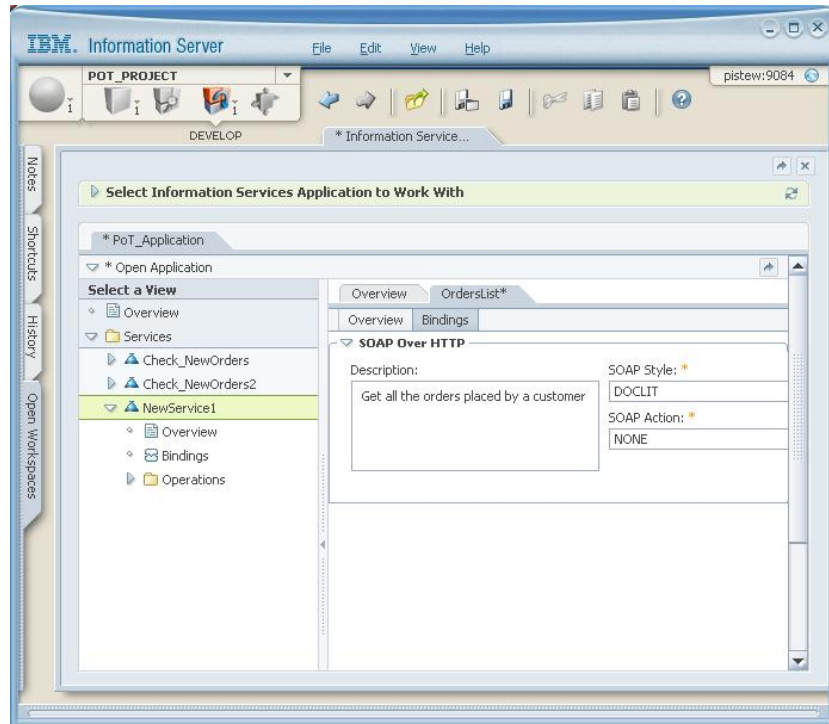 IBM. Information Server
File Edit View Help
POT_PROJECT
pistew:9084
DEVELOP
* Information Service...
Notes
Shortcuts
History
Open Workspaces
Select Information Services Application to Work With
* PoT_Application
* Open Application
Select a View
Overview
Services
Check_NewOrders
Check_NewOrders2
NewService1
Overview
Bindings
Operations
Overview OrdersList*
Overview Bindings
SOAP Over HTTP
Description:
Get all the orders placed by a customer
SOAP Style: *
DOCLIT
SOAP Action: *
NONE